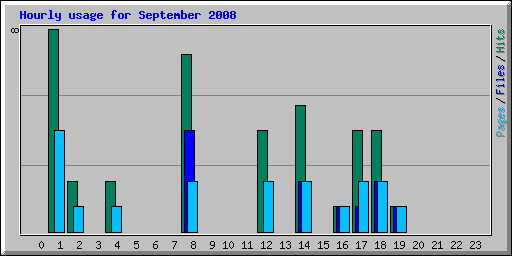 Hourly usage for September 2008
8
Pages/Files/Hits
0 1 2 3 4 5 6 7 8 9 10 11 12 13 14 15 16 17 18 19 20 21 22 23